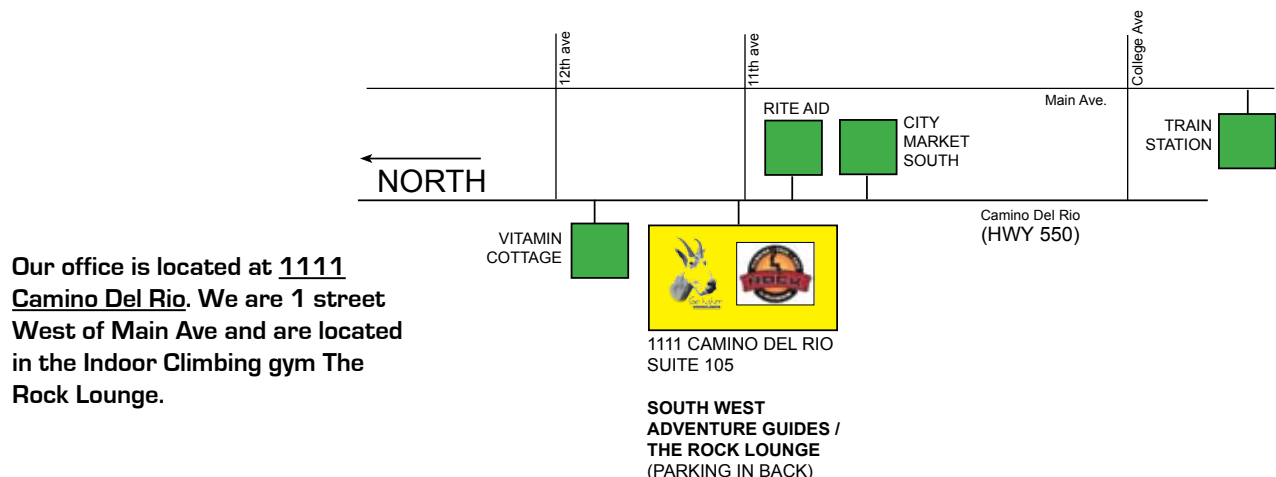 12th ave
11th ave
College Ave
Main Ave.
RITE AID
CITY
MARKET
SOUTH
TRAIN
STATION
NORTH
Camino Del Rio
(HWY 550)
VITAMIN
COTTAGE
Our office is located at 1111
Camino Del Rio. We are 1 street
West of Main Ave and are located
in the Indoor Climbing gym The
Rock Lounge.
ROCK
1111 CAMINO DEL RIO
SUITE 105
SOUTH WEST
ADVENTURE GUIDES /
THE ROCK LOUNGE
(PARKING IN BACK)